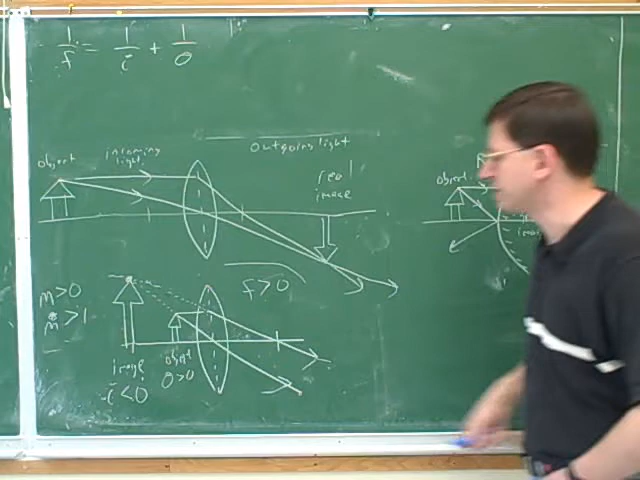 1/f = 1/i + 1/o
outgoing light
object
incoming light
real image
object
f>0
m>0
m >1
image
i<0
object
o>0